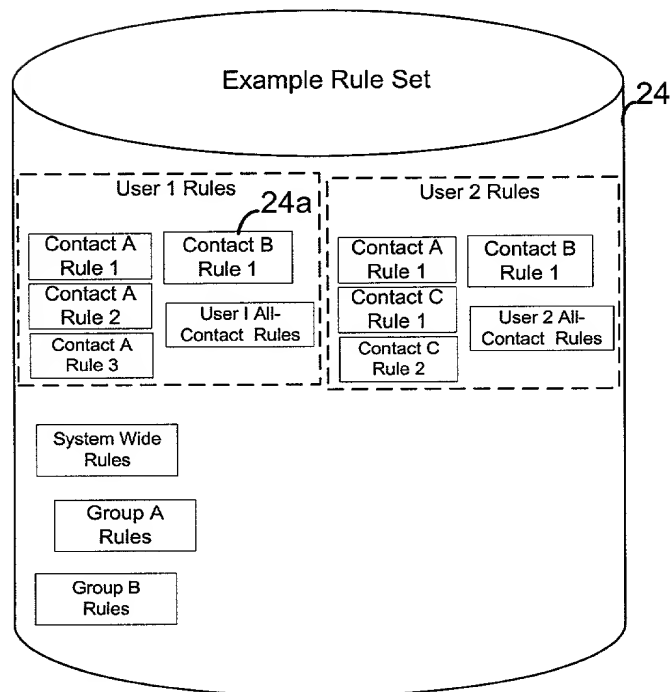 Example Rule Set
24
User 1 Rules
24a
Contact A
Rule 1
Contact B
Rule 1
Contact A
Rule 2
User I All-
Contact Rules
Contact A
Rule 3
User 2 Rules
Contact A
Rule 1
Contact B
Rule 1
Contact C
Rule 1
User 2 All-
Contact Rules
Contact C
Rule 2
System Wide
Rules
Group A
Rules
Group B
Rules